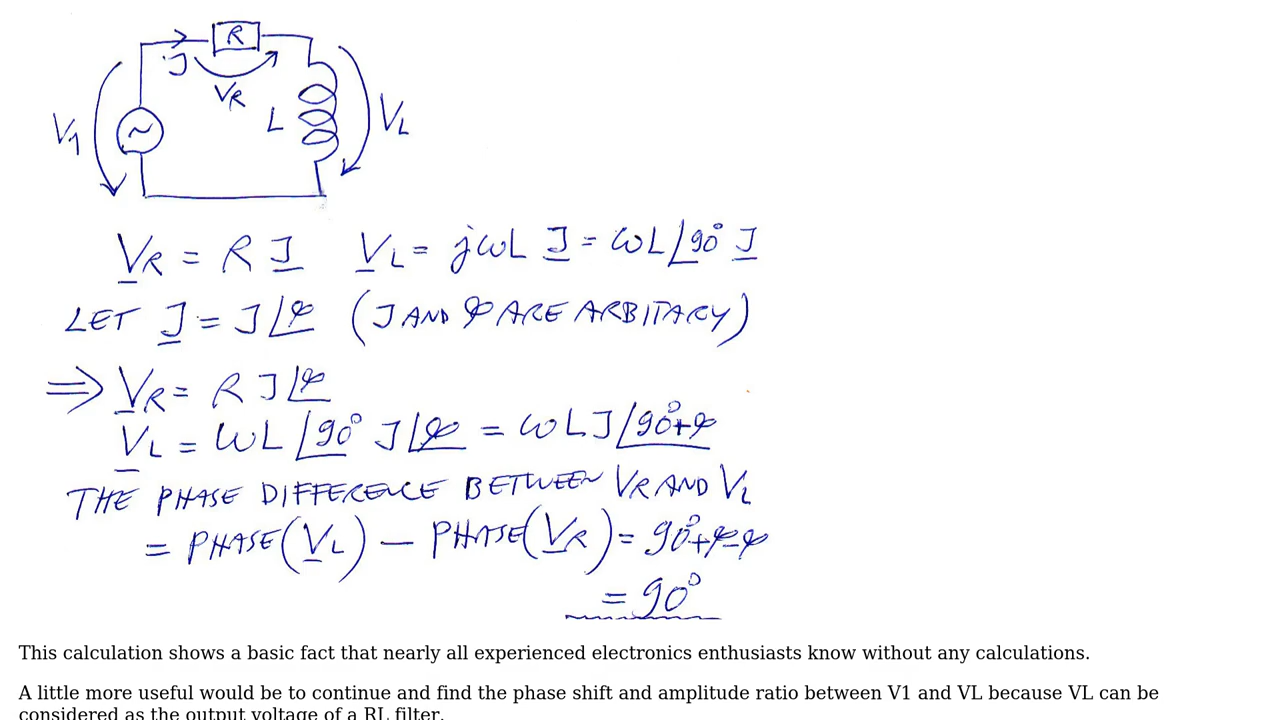 R
J
VR
V1
L
VL
VR = R J VL = jωL J = ωL∠90° J
LET J = J∠φ (J AND φ ARE ARBITARY)
⇒ VR = R J∠φ
VL = ωL∠90° J∠φ = ωLJ∠90°+φ
THE PHASE DIFFERENCE BETWEEN VR AND VL
= PHASE(VL) − PHASE(VR) = 90°+φ−φ
= 90°
This calculation shows a basic fact that nearly all experienced electronics enthusiasts know without any calculations.
A little more useful would be to continue and find the phase shift and amplitude ratio between V1 and VL because VL can be
considered as the output voltage of a RL filter.